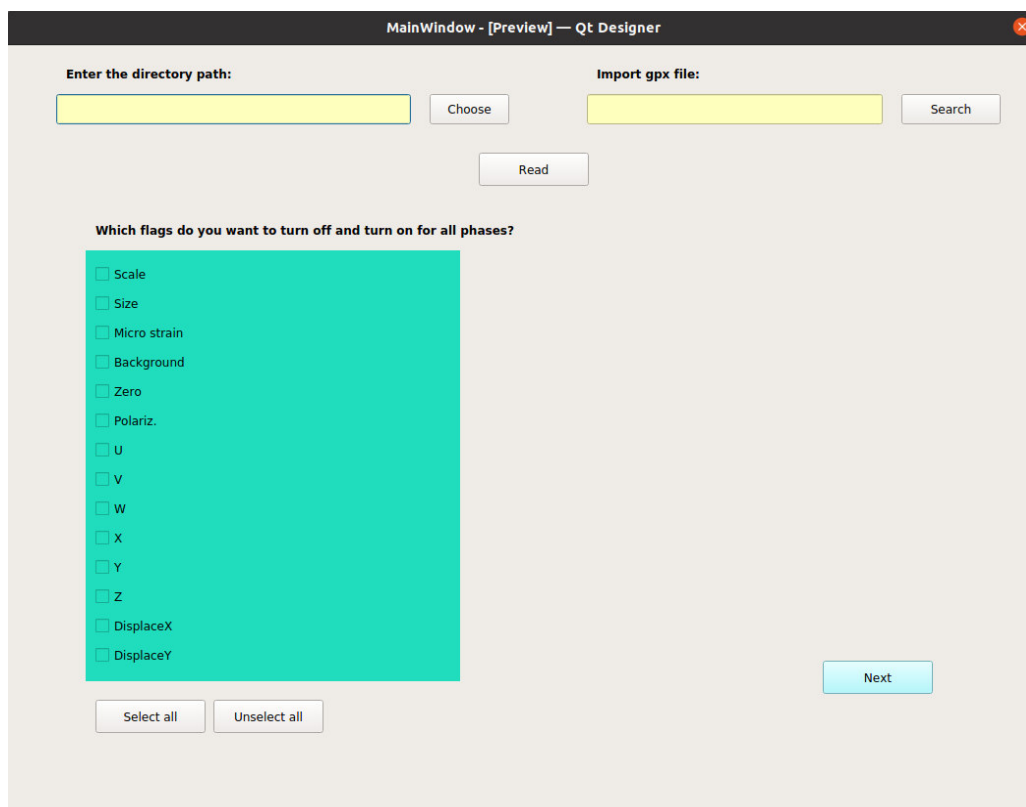 MainWindow - [Preview] — Qt Designer
Enter the directory path:
Import gpx file:
Choose
Search
Read
Which flags do you want to turn off and turn on for all phases?
Scale
Size
Micro strain
Background
Zero
Polariz.
U
V
W
X
Y
Z
DisplaceX
DisplaceY
Next
Select all
Unselect all